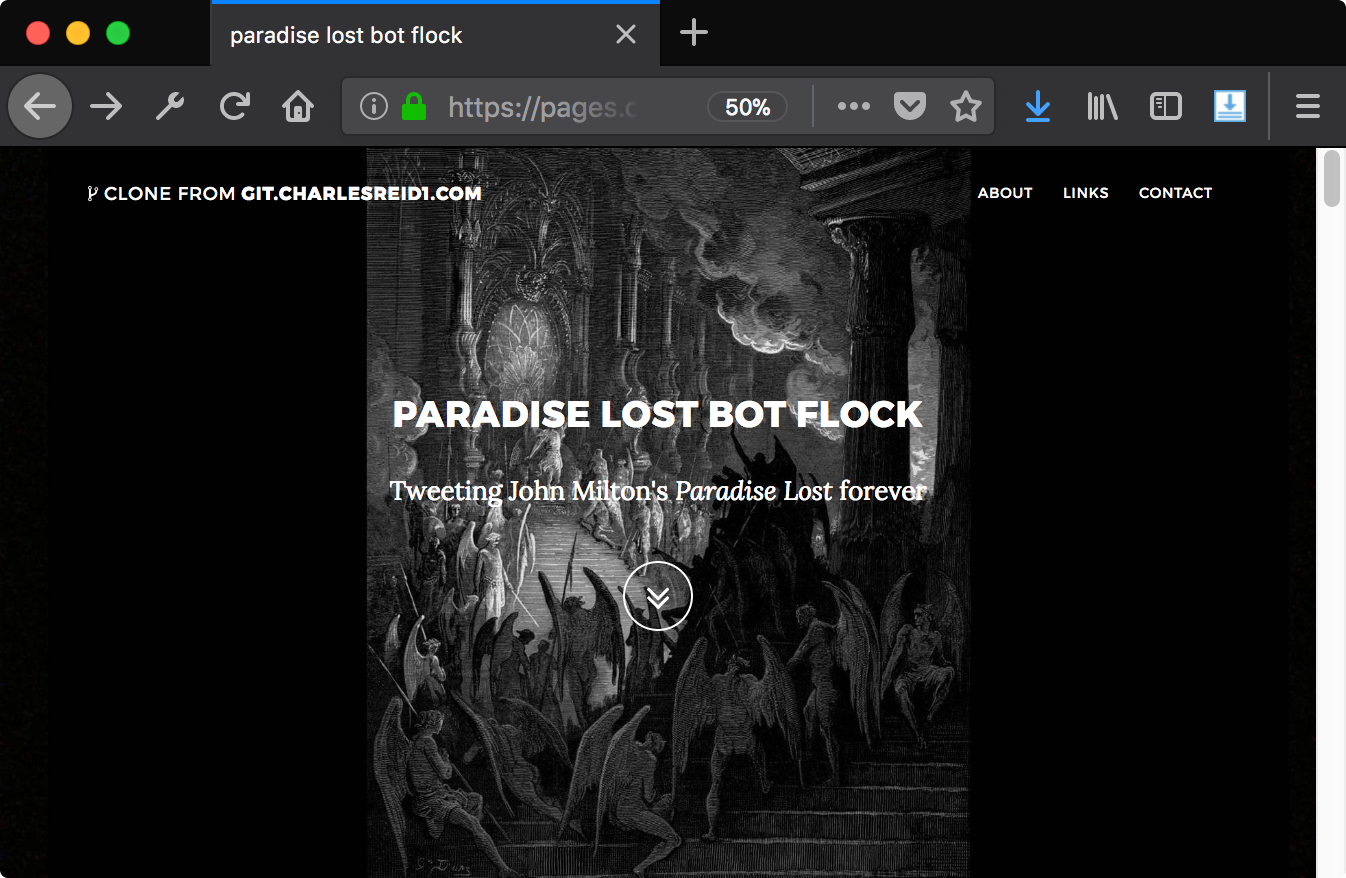 paradise lost bot flock
https://pages.
50%
CLONE FROM GIT.CHARLESREID1.COM
ABOUT LINKS CONTACT
PARADISE LOST BOT FLOCK
Tweeting John Milton's Paradise Lost forever